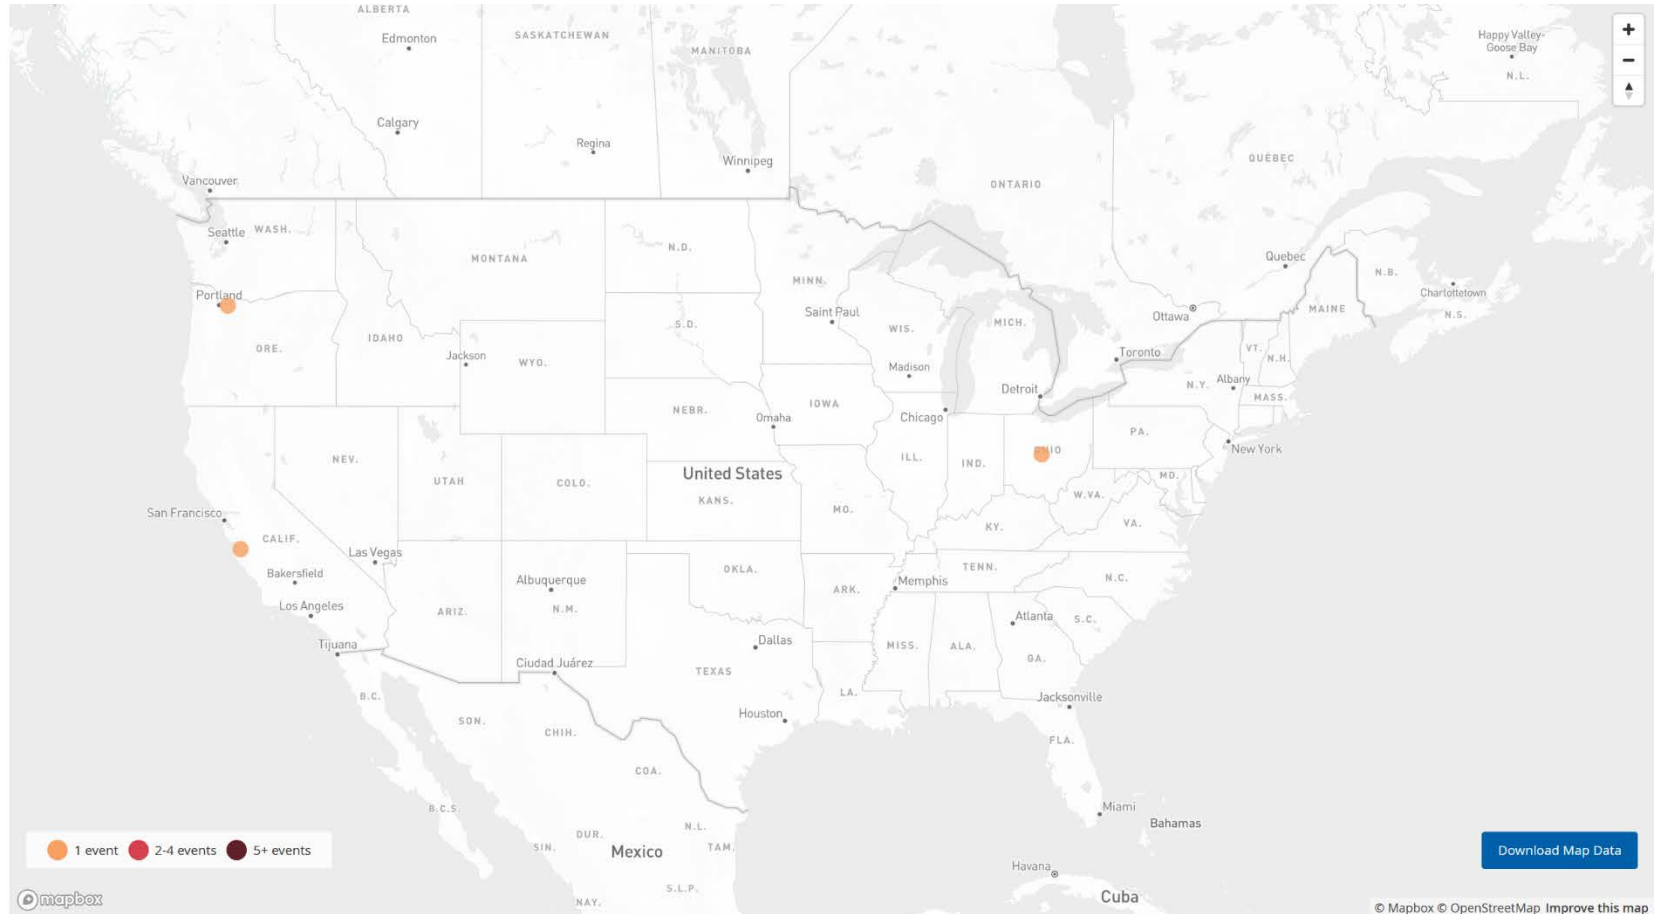 ALBERTA
Edmonton
SASKATCHEWAN
MANITOBA
Happy Valley-
Goose Bay
N.L.
Calgary
Regina
Winnipeg
Vancouver
ONTARIO
QUÉBEC
Seattle
WASH.
MONTANA
N.D.
MINN.
Quebec
N.B.
Charlottetown
Portland
ORE.
IDAHO
Jackson
WYO.
S.D.
Saint Paul
WIS.
MICH.
Ottawa
MAINE
N.S.
Toronto
VT.
N.H.
Madison
Detroit
N.Y.
Albany
MASS.
NEBR.
Omaha
IOWA
Chicago
PA.
New York
NEV.
UTAH
COLO.
United States
KANS.
ILL.
IND.
OHIO
MD.
W.VA.
VA.
MO.
KY.
San Francisco
CALIF.
Las Vegas
Bakersfield
Los Angeles
Albuquerque
N.M.
ARIZ.
OKLA.
ARK.
Memphis
TENN.
N.C.
Atlanta
S.C.
Tijuana
Ciudad Juárez
Dallas
TEXAS
MISS.
ALA.
GA.
LA.
Jacksonville
B.C.
SON.
CHIH.
Houston
FLA.
COA.
B.C.S.
Miami
Bahamas
DUR.
N.L.
SIN.
Mexico
TAM.
S.L.P.
NAY.
Havana
Cuba
1 event 2-4 events 5+ events
Download Map Data
mapbox
© Mapbox © OpenStreetMap Improve this map